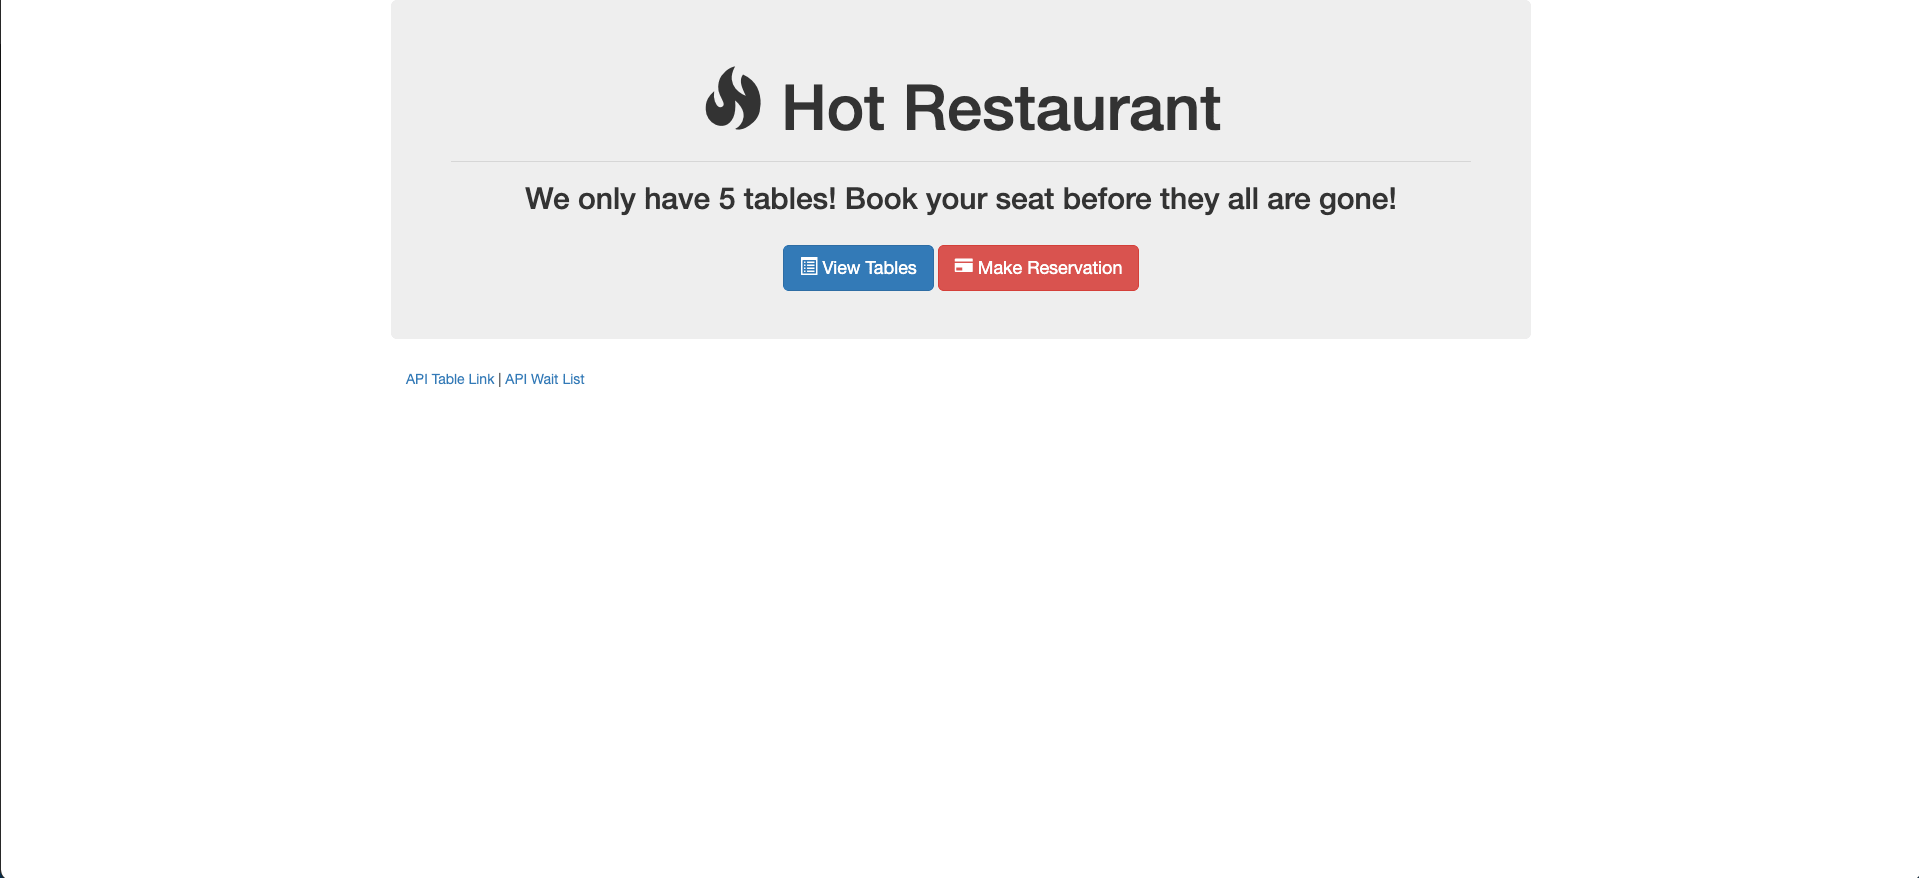 Hot Restaurant
We only have 5 tables! Book your seat before they all are gone!
View Tables Make Reservation
API Table Link | API Wait List